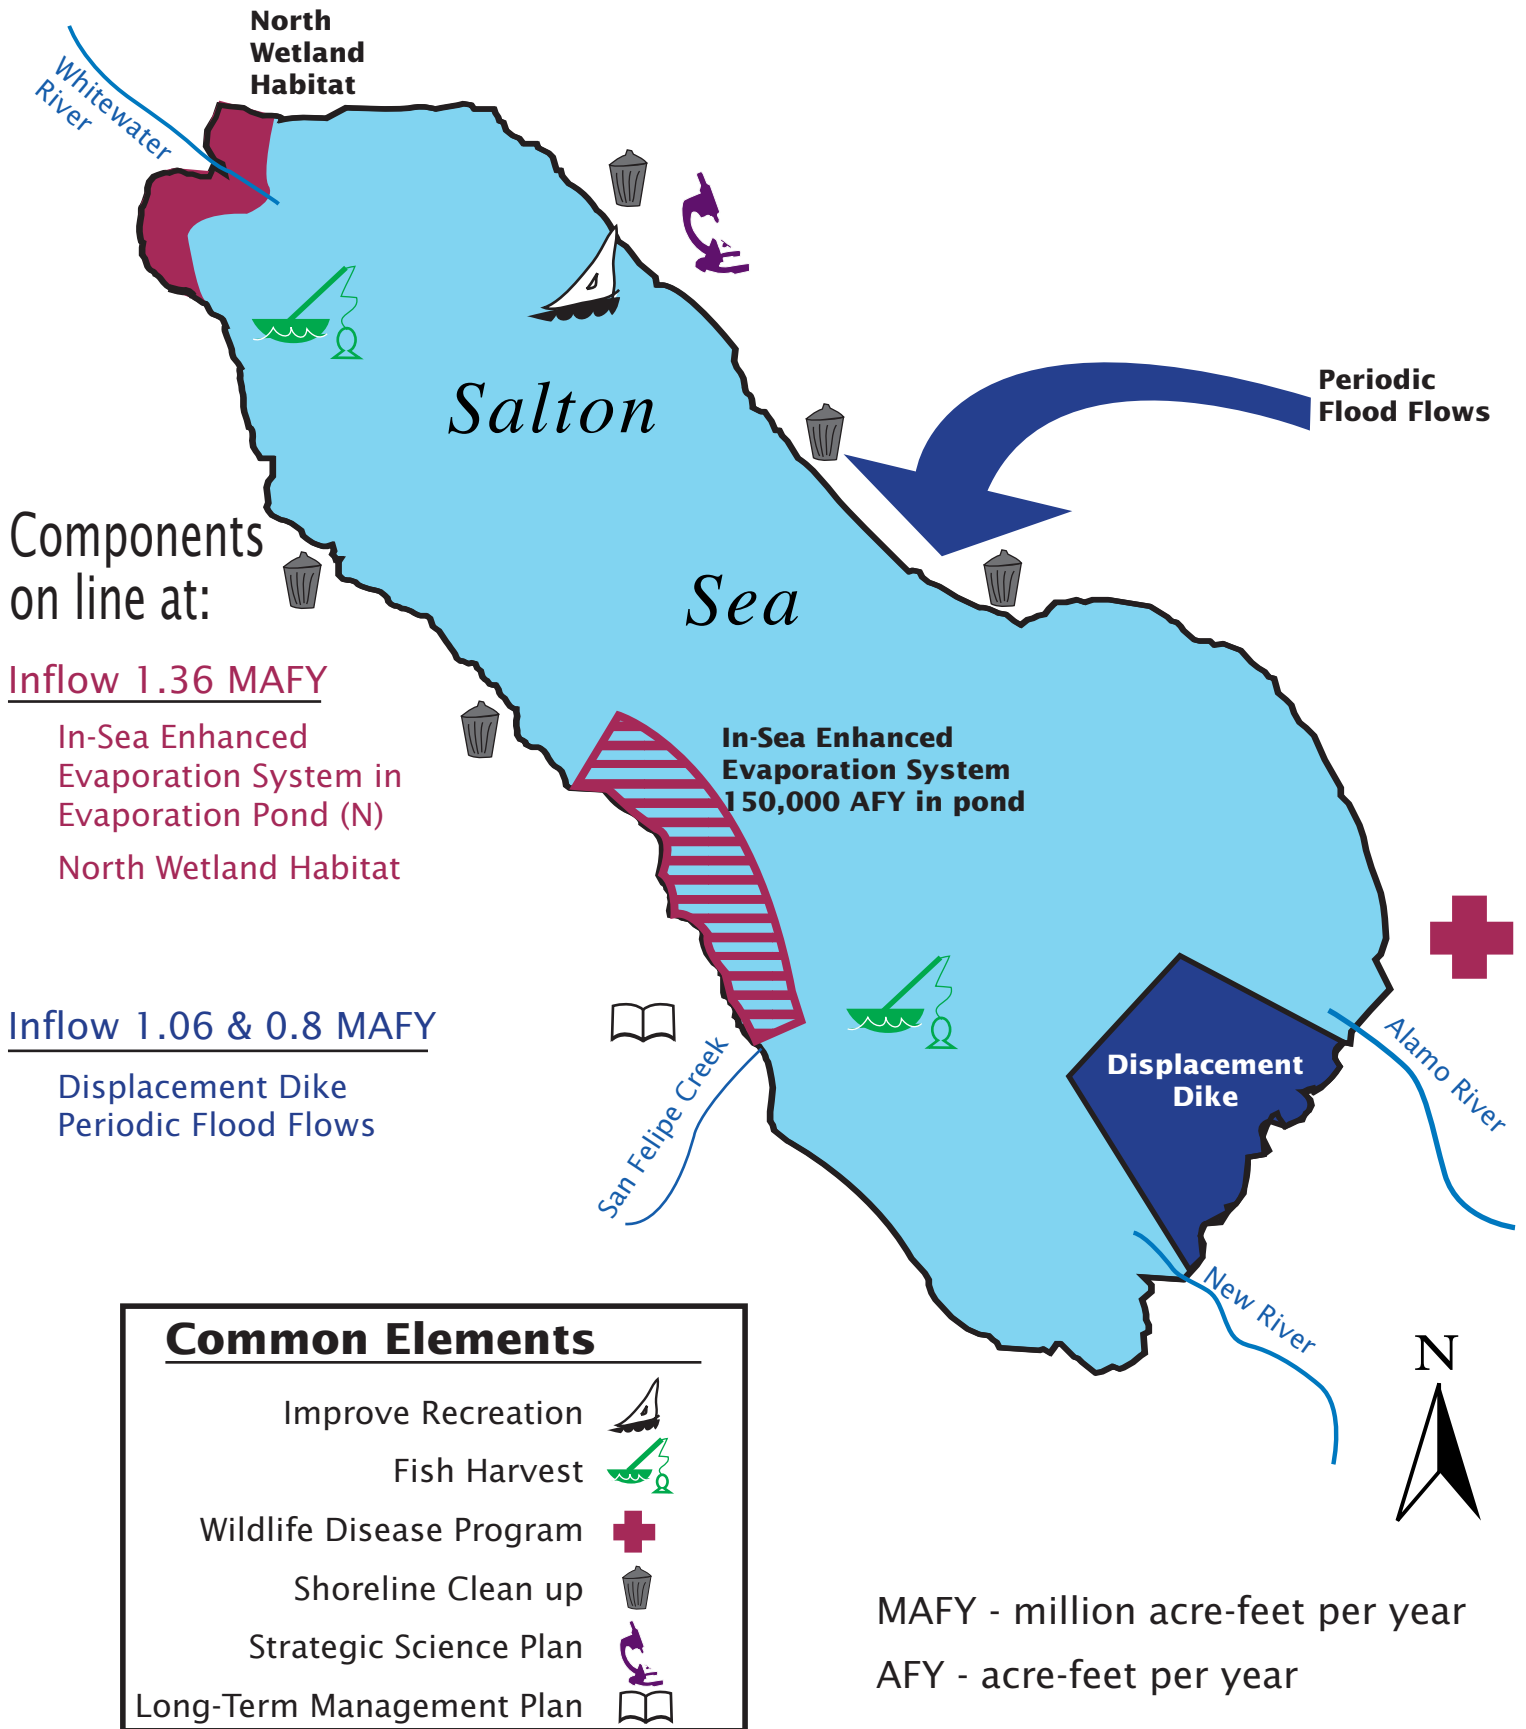 North
Wetland
Habitat
Whitewater
River
Salton
Periodic
Flood Flows
Components
on line at:
Sea
Inflow 1.36 MAFY
In-Sea Enhanced
Evaporation System in
Evaporation Pond (N)
North Wetland Habitat
In-Sea Enhanced
Evaporation System
150,000 AFY in pond
Inflow 1.06 & 0.8 MAFY
Displacement Dike
Periodic Flood Flows
San Felipe Creek
Displacement
Dike
Alamo River
New River
N
Common Elements
Improve Recreation
Fish Harvest
Wildlife Disease Program
Shoreline Clean up
Strategic Science Plan
Long-Term Management Plan
MAFY - million acre-feet per year
AFY - acre-feet per year